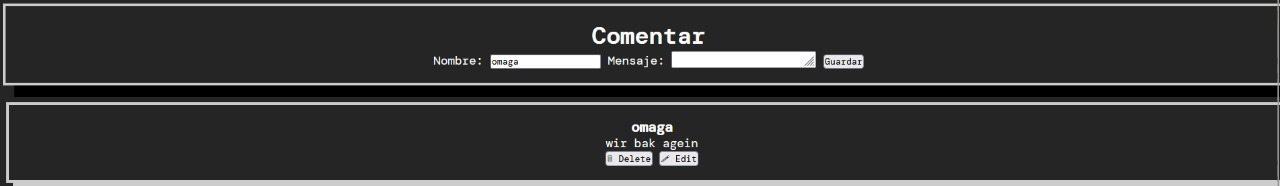 Comentar
Nombre: omaga Mensaje: Guardar
omaga
wir bak agein
Delete Edit